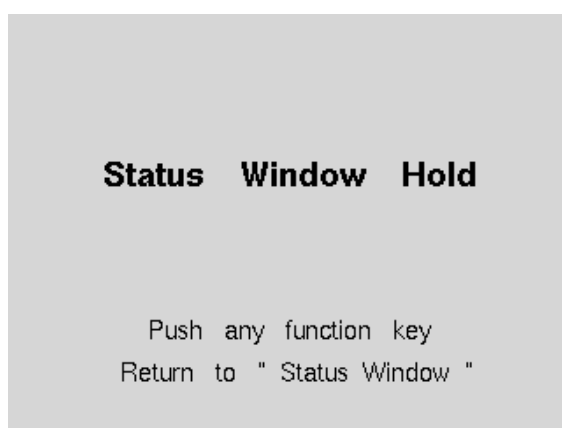 Status Window Hold
Push any function key
Return to " Status Window "